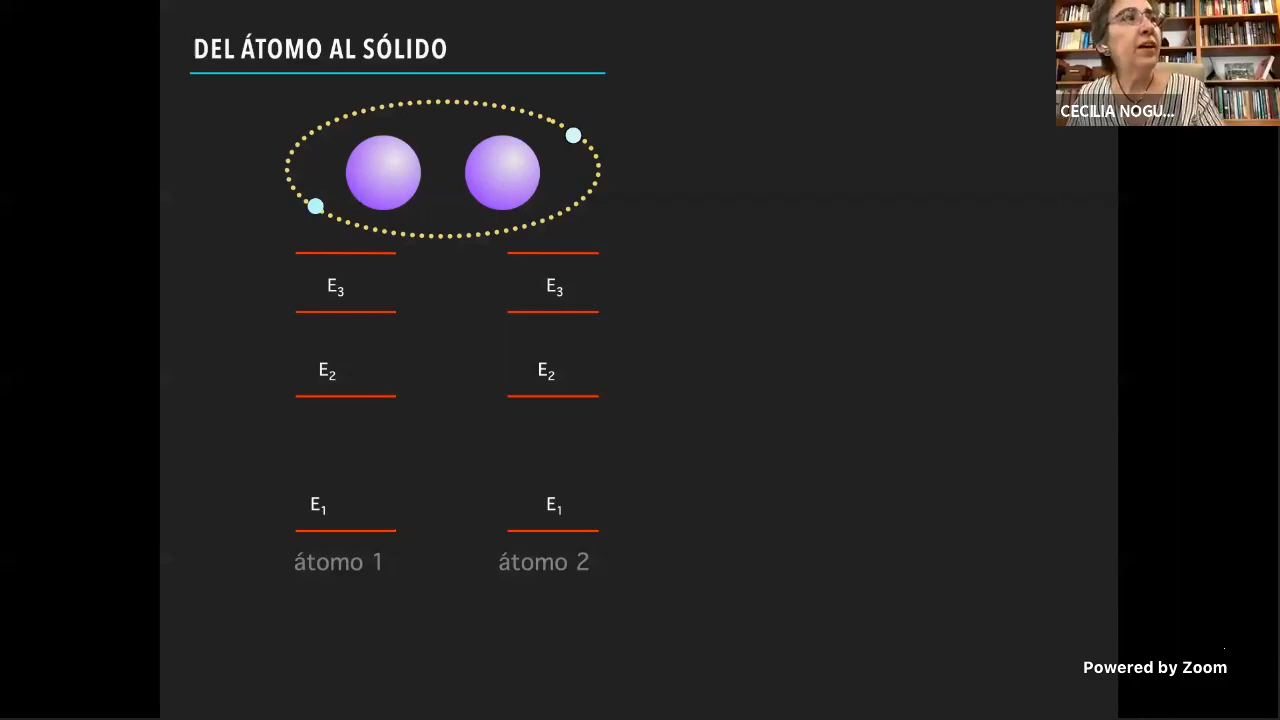 DEL ÁTOMO AL SÓLIDO
CECILIA NOGU...
E3 E3
E2 E2
E1 E1
átomo 1 átomo 2
Powered by Zoom